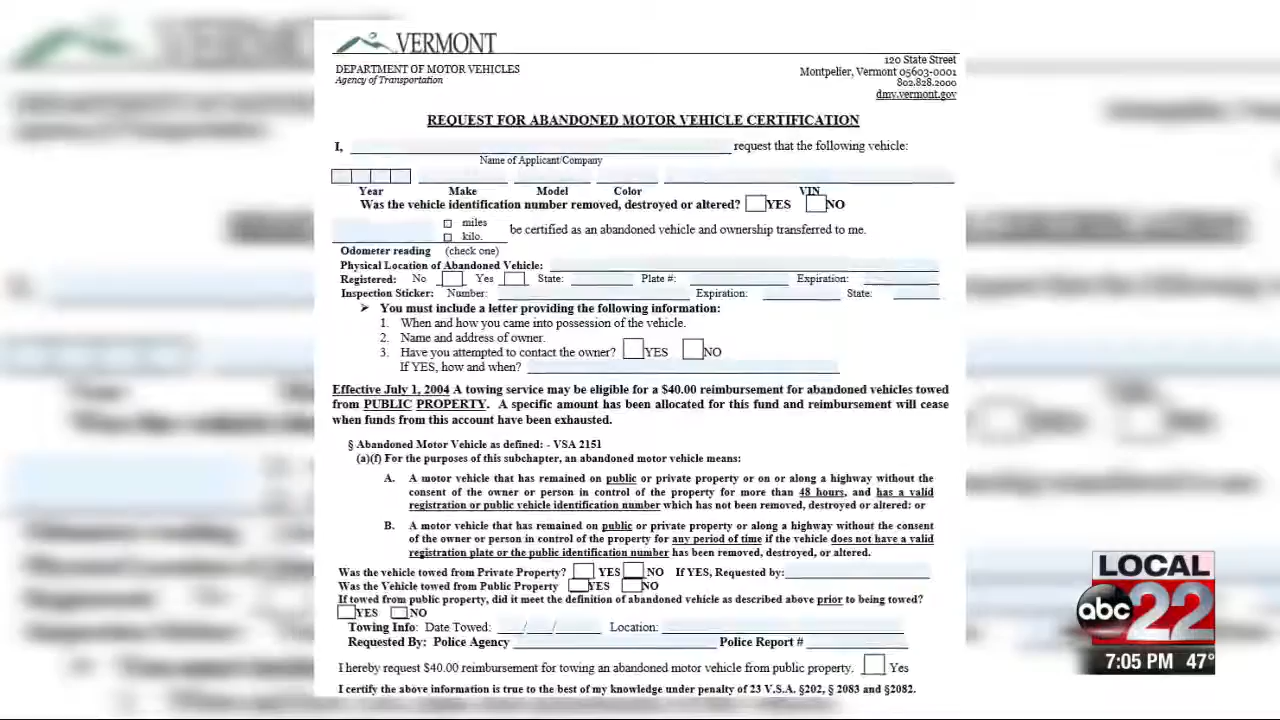 VERMONT
DEPARTMENT OF MOTOR VEHICLES
Agency of Transportation
120 State Street
Montpelier, Vermont 05603-0001
802.828.2000
dmv.vermont.gov
REQUEST FOR ABANDONED MOTOR VEHICLE CERTIFICATION
I, request that the following vehicle:
Name of Applicant/Company
Year Make Model Color VIN
Was the vehicle identification number removed, destroyed or altered? YES NO
miles
kilo.
be certified as an abandoned vehicle and ownership transferred to me.
Odometer reading (check one)
Physical Location of Abandoned Vehicle:
Registered: No Yes State: Plate #: Expiration:
Inspection Sticker: Number: Expiration: State:
➢ You must include a letter providing the following information:
1. When and how you came into possession of the vehicle.
2. Name and address of owner.
3. Have you attempted to contact the owner? YES NO
If YES, how and when?
Effective July 1, 2004 A towing service may be eligible for a $40.00 reimbursement for abandoned vehicles towed
from PUBLIC PROPERTY. A specific amount has been allocated for this fund and reimbursement will cease
when funds from this account have been exhausted.
§ Abandoned Motor Vehicle as defined: - VSA 2151
(a)(f) For the purposes of this subchapter, an abandoned motor vehicle means:
A. A motor vehicle that has remained on public or private property or on or along a highway without the
consent of the owner or person in control of the property for more than 48 hours, and has a valid
registration or public vehicle identification number which has not been removed, destroyed or altered: or
B. A motor vehicle that has remained on public or private property or along a highway without the consent
of the owner or person in control of the property for any period of time if the vehicle does not have a valid
registration plate or the public identification number has been removed, destroyed, or altered.
Was the vehicle towed from Private Property? YES NO If YES, Requested by:
Was the Vehicle towed from Public Property YES NO
If towed from public property, did it meet the definition of abandoned vehicle as described above prior to being towed?
YES NO
Towing Info: Date Towed: / / Location:
Requested By: Police Agency Police Report #
I hereby request $40.00 reimbursement for towing an abandoned motor vehicle from public property. Yes
I certify the above information is true to the best of my knowledge under penalty of 23 V.S.A. §202, § 2083 and §2082.
LOCAL
abc 22
7:05 PM 47°